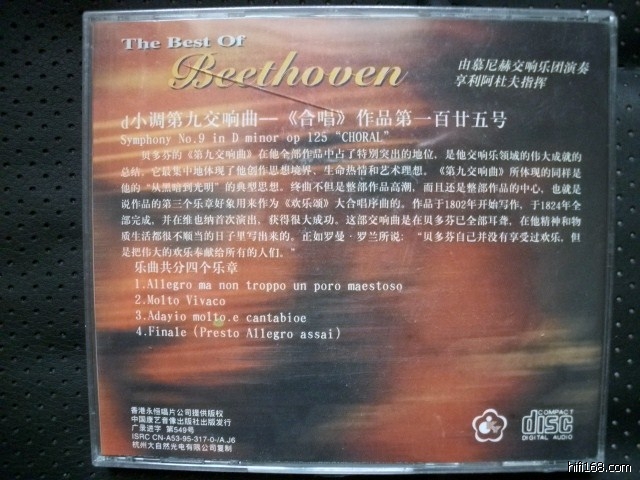 The Best Of
Beethoven
由慕尼赫交响乐团演奏
亨利阿杜夫指挥
d小调第九交响曲—《合唱》作品第一百廿五号
Symphony No.9 in D minor op 125 "CHORAL"
贝多芬的《第九交响曲》在他全部作品中占了特别突出的地位，是他交响乐领域的伟大成就的
总结，它最集中地体现了他创作思想境界、生命热情和艺术理想。《第九交响曲》所体现的同样是
他的“从黑暗到光明”的典型思想，终曲不但是整部作品高潮，而且还是整部作品的中心，也就是
说作品的第三个乐章好象用来作为《欢乐颂》大合唱序曲的。作品于1802年开始写作，于1824年全
部完成，并在维也纳首次演出，获得很大成功。这部交响曲是在贝多芬已全部耳聋，在他精神和物
质生活都很不顺当的日子里写出来的。正如罗曼·罗兰所说：“贝多芬自己并没有享受过欢乐，但
是把伟大的欢乐奉献给所有的人们。”
乐曲共分四个乐章
1.Allegro ma non troppo un poro maestoso
2.Molto Vivaco
3.Adayio molto.e cantabioe
4.Finale (Presto Allegro assai)
香港永恒唱片公司提供版权
中国康艺音像出版社出版发行
广录进字 第549号
ISRC CN-A53-95-317-0-/A.J6
杭州大自然光电有限公司复制
COMPACT
disc
DIGITAL AUDIO
hifi168.com